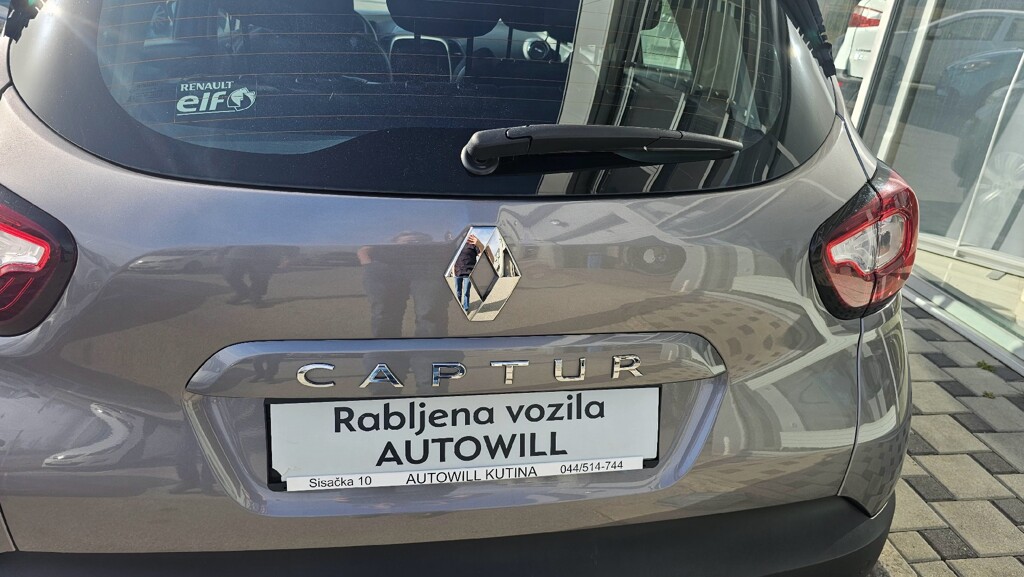 RENAULT
elf
CAPTUR
Rabljena vozila
AUTOWILL
Sisačka 10 AUTOWILL KUTINA 044/514-744